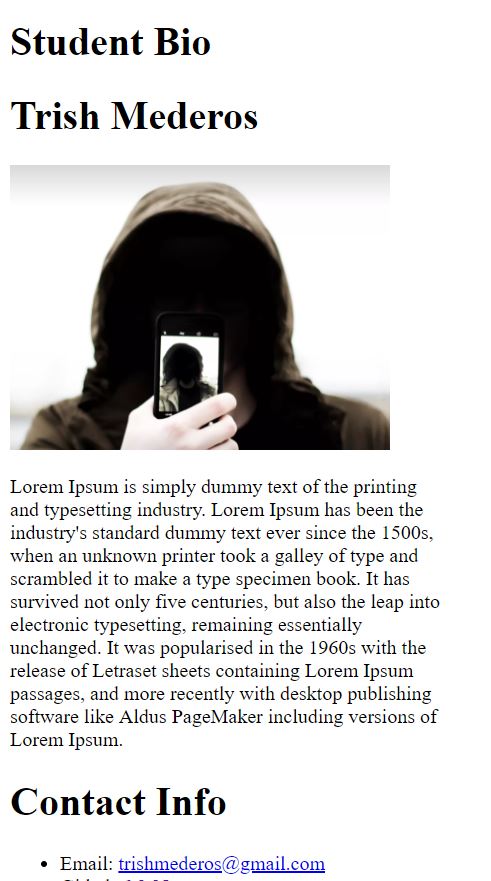 Student Bio
Trish Mederos
Lorem Ipsum is simply dummy text of the printing
and typesetting industry. Lorem Ipsum has been the
industry's standard dummy text ever since the 1500s,
when an unknown printer took a galley of type and
scrambled it to make a type specimen book. It has
survived not only five centuries, but also the leap into
electronic typesetting, remaining essentially
unchanged. It was popularised in the 1960s with the
release of Letraset sheets containing Lorem Ipsum
passages, and more recently with desktop publishing
software like Aldus PageMaker including versions of
Lorem Ipsum.
Contact Info
• Email: trishmederos@gmail.com